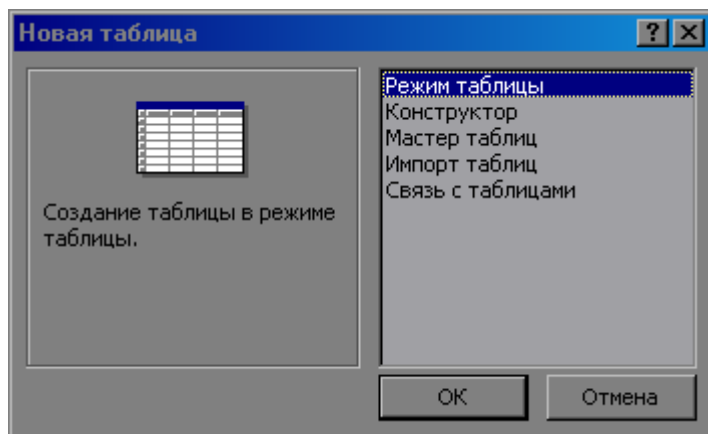 Новая таблица
Создание таблицы в режиме
таблицы.
Режим таблицы
Конструктор
Мастер таблиц
Импорт таблиц
Связь с таблицами
ОК
Отмена